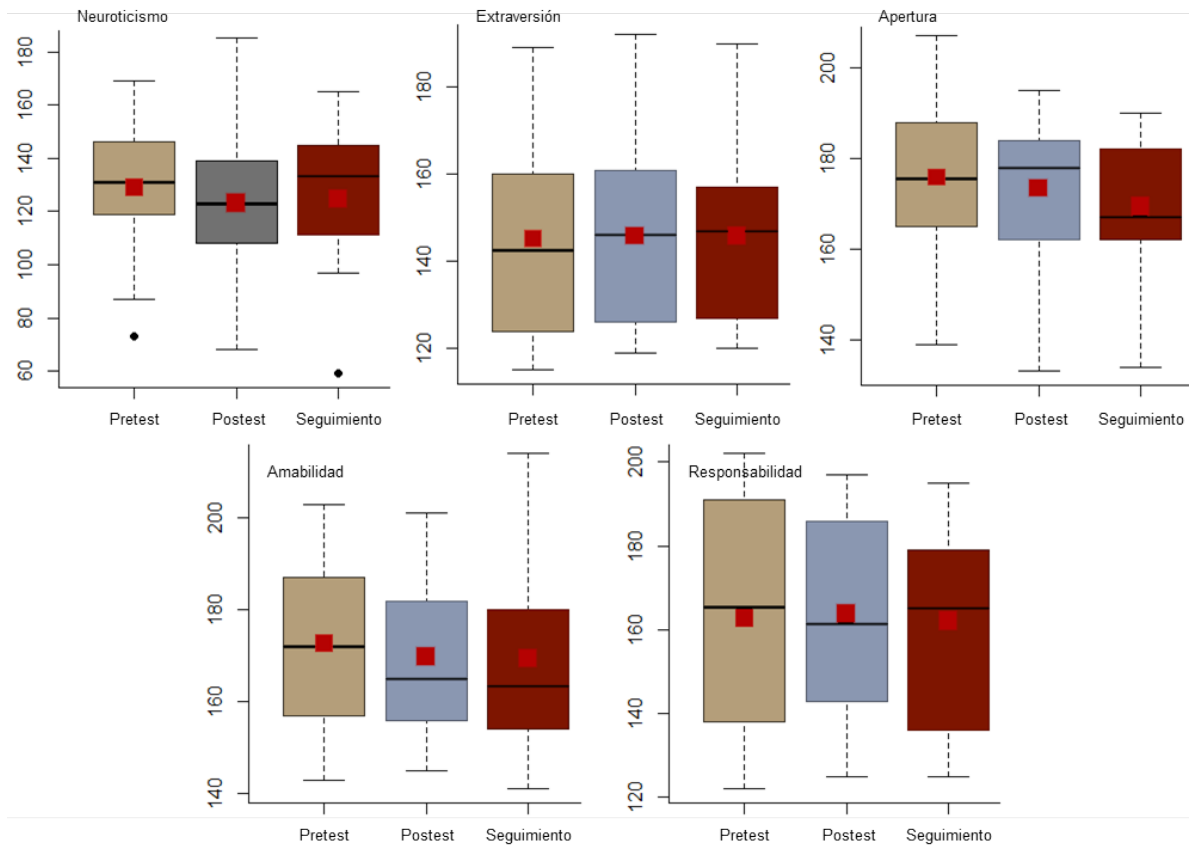 Neuroticismo
180
160
140
120
100
80
60
Pretest Postest Seguimiento
Extraversión
180
160
140
120
Pretest Postest Seguimiento
Apertura
200
180
160
140
Pretest Postest Seguimiento
Amabilidad
200
180
160
140
Pretest Postest Seguimiento
Responsabilidad
200
180
160
140
120
Pretest Postest Seguimiento